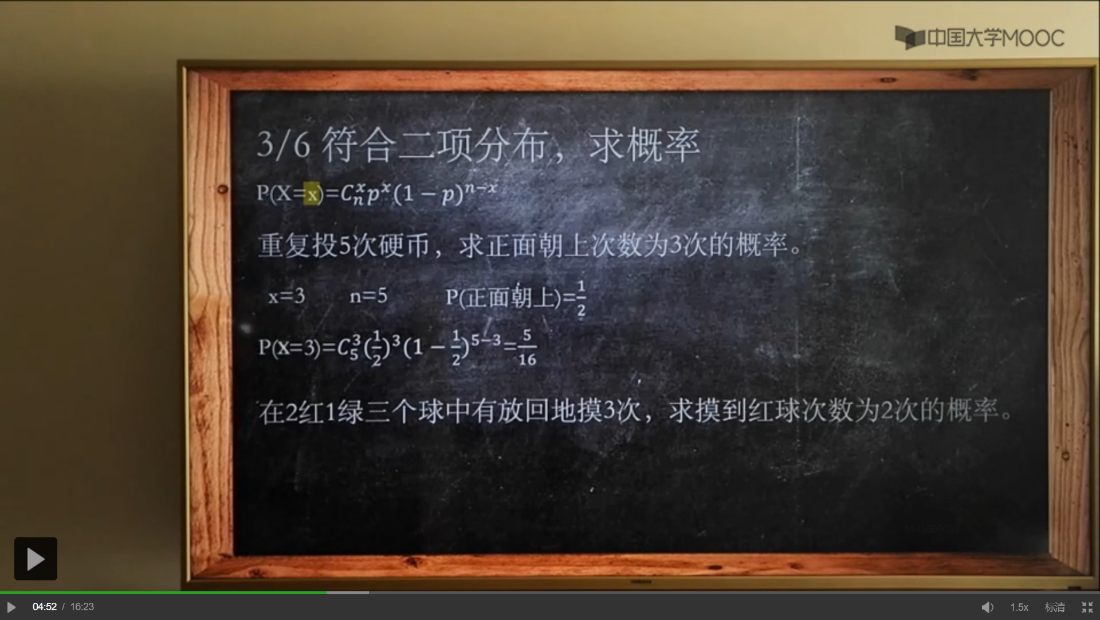 中国大学MOOC
3/6 符合二项分布，求概率
P(X=x)=C_n^x p^x (1 − p)^{n−x}
重复投5次硬币，求正面朝上次数为3次的概率。
x=3 n=5 P(正面朝上)=1/2
P(X=3)=C_5^3 (1/2)^3 (1 − 1/2)^{5−3}=5/16
在2红1绿三个球中有放回地摸3次，求摸到红球次数为2次的概率。
04:52 / 16:23 1.5x 标清